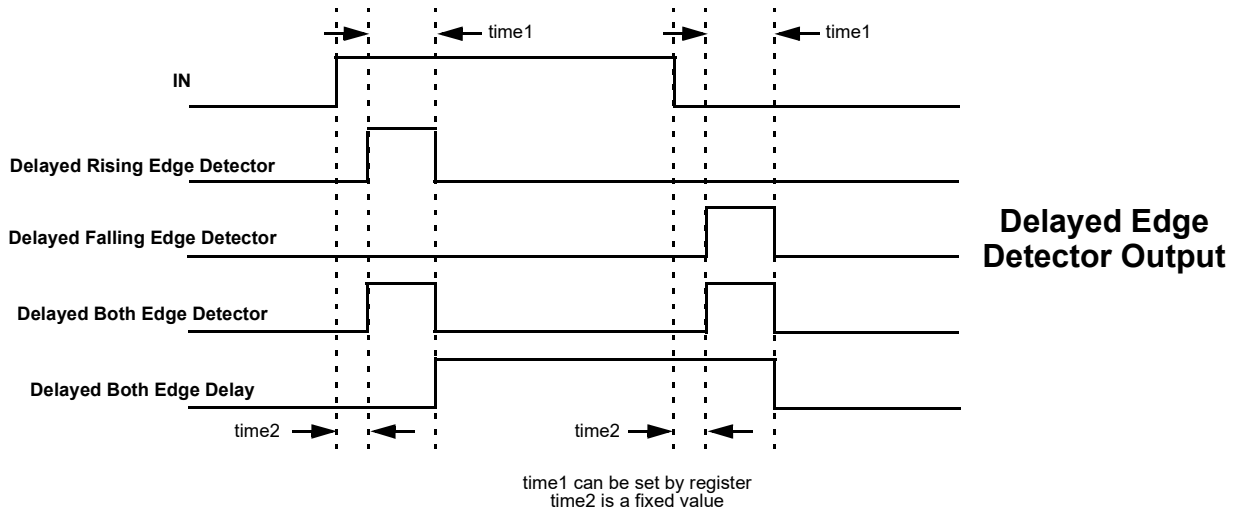 time1
time1
IN
Delayed Rising Edge Detector
Delayed Falling Edge Detector
Delayed Edge
Detector Output
Delayed Both Edge Detector
Delayed Both Edge Delay
time2
time2
time1 can be set by register
time2 is a fixed value